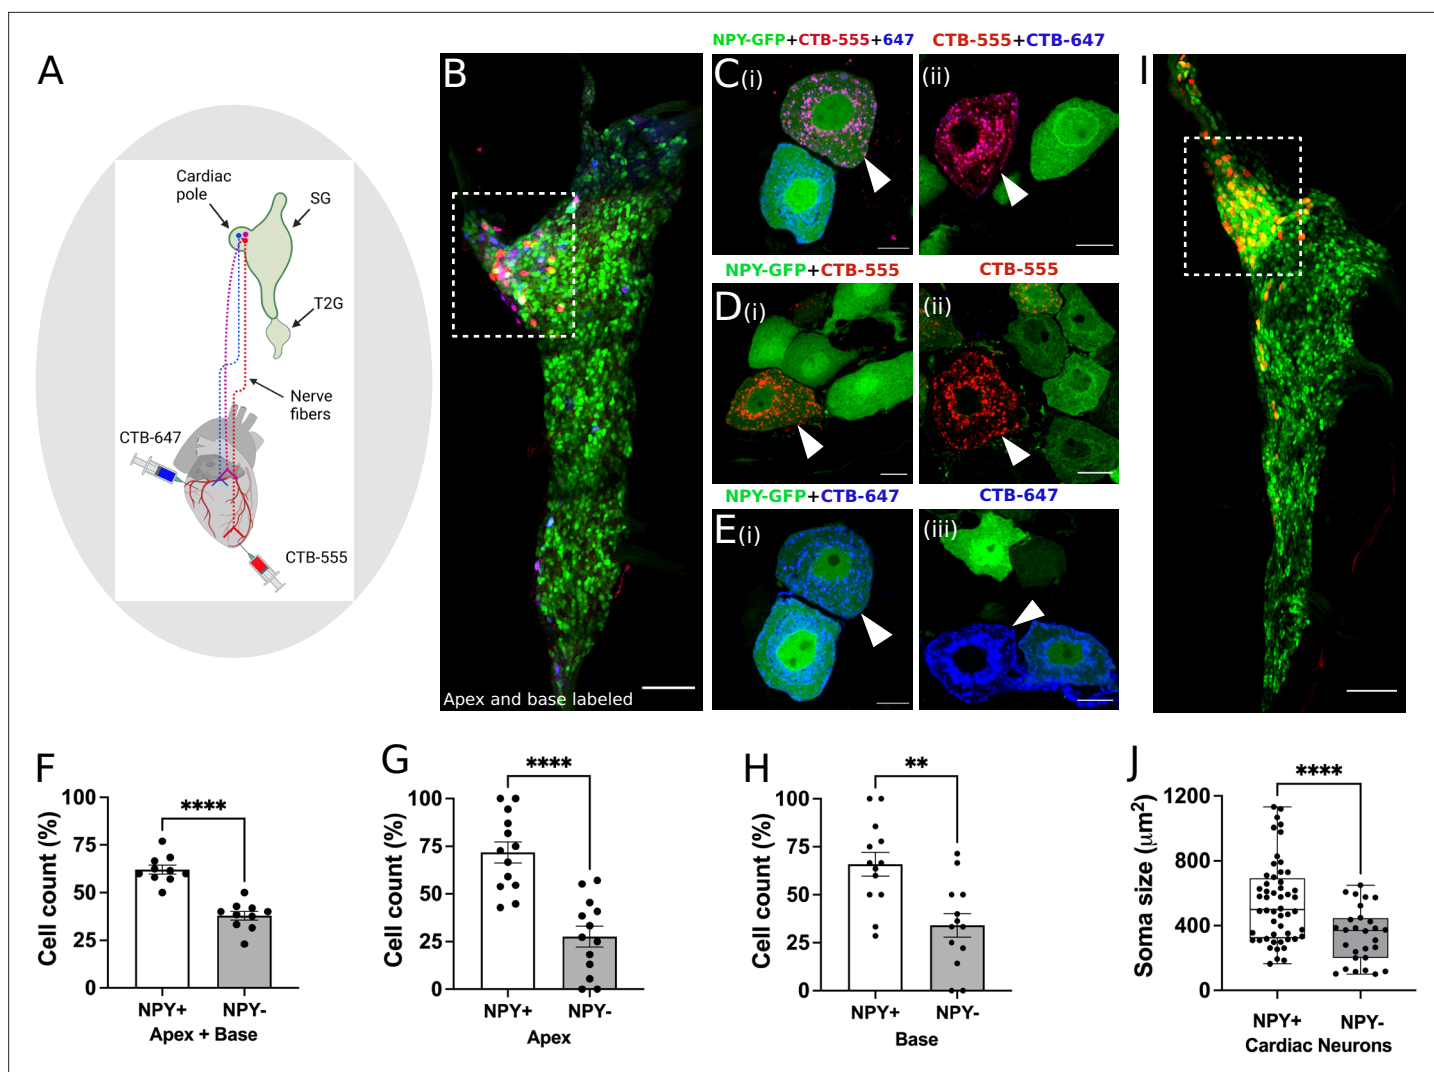 A
Cardiac
pole
SG
T2G
Nerve
fibers
CTB-647
CTB-555
B
Apex and base labeled
NPY-GFP+CTB-555+647
C(i)
CTB-555+CTB-647
(ii)
NPY-GFP+CTB-555
D(i)
CTB-555
(ii)
NPY-GFP+CTB-647
E(i)
CTB-647
(iii)
I
F
****
Cell count (%)
100
75
50
25
0
NPY+ NPY-
Apex + Base
G
****
Cell count (%)
100
75
50
25
0
NPY+ NPY-
Apex
H
**
Cell count (%)
100
75
50
25
0
NPY+ NPY-
Base
J
****
Soma size (μm²)
1200
800
400
0
NPY+ NPY-
Cardiac Neurons